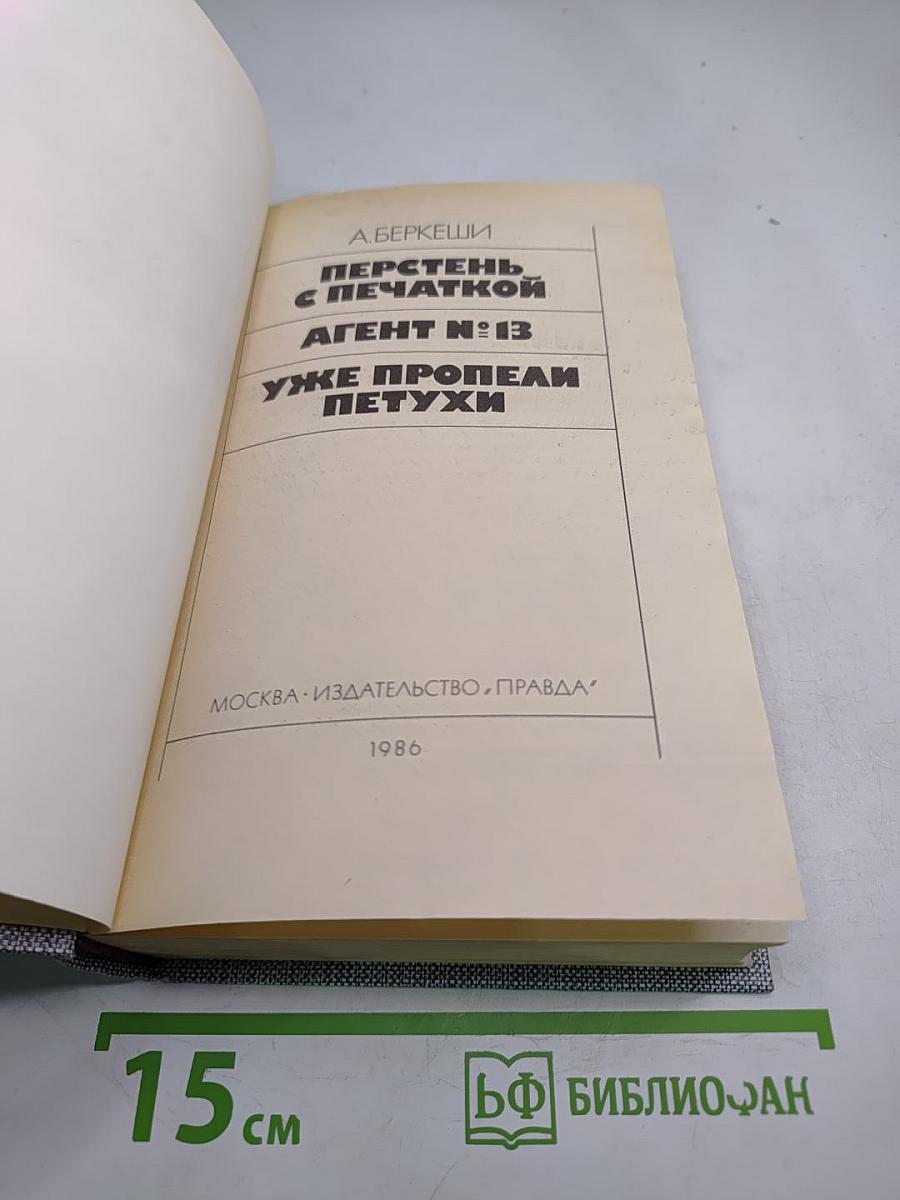 А. БЕРКЕШИ
ПЕРСТЕНЬ
С ПЕЧАТКОЙ
АГЕНТ № 13
УЖЕ ПРОПЕЛИ
ПЕТУХИ
МОСКВА · ИЗДАТЕЛЬСТВО „ПРАВДА“
1986
15 см
БФ БИБЛИОФАН